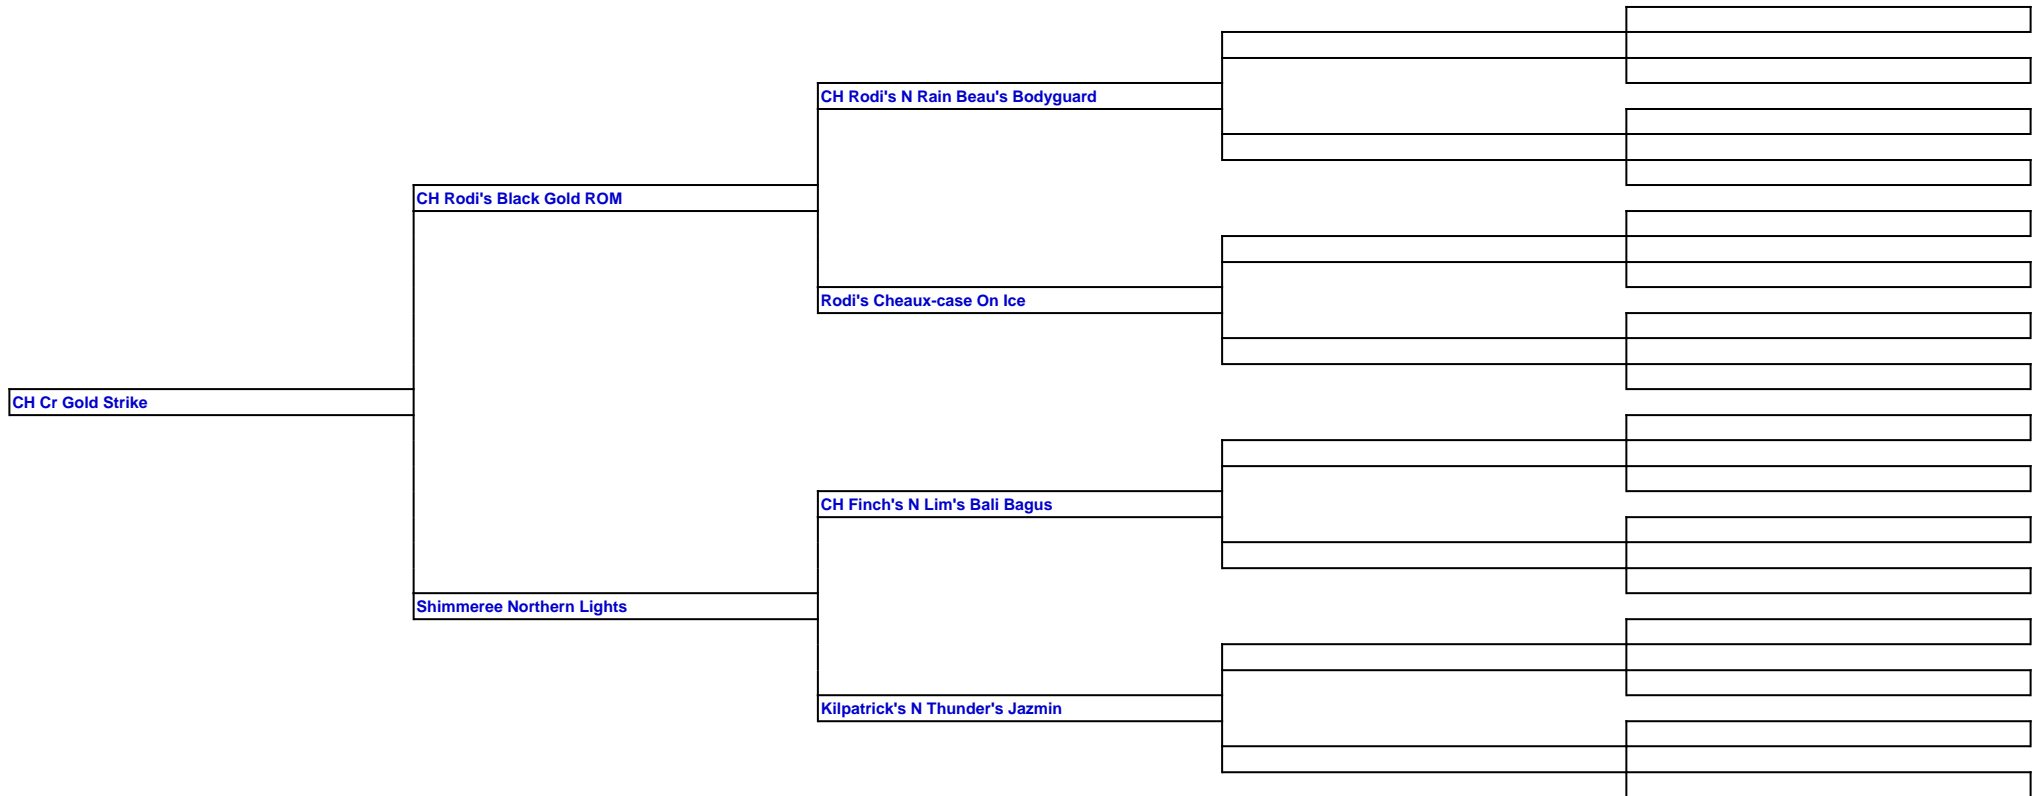 CH Rodi's N Rain Beau's Bodyguard
CH Rodi's Black Gold ROM
Rodi's Cheaux-case On Ice
CH Cr Gold Strike
CH Finch's N Lim's Bali Bagus
Shimmeree Northern Lights
Kilpatrick's N Thunder's Jazmin